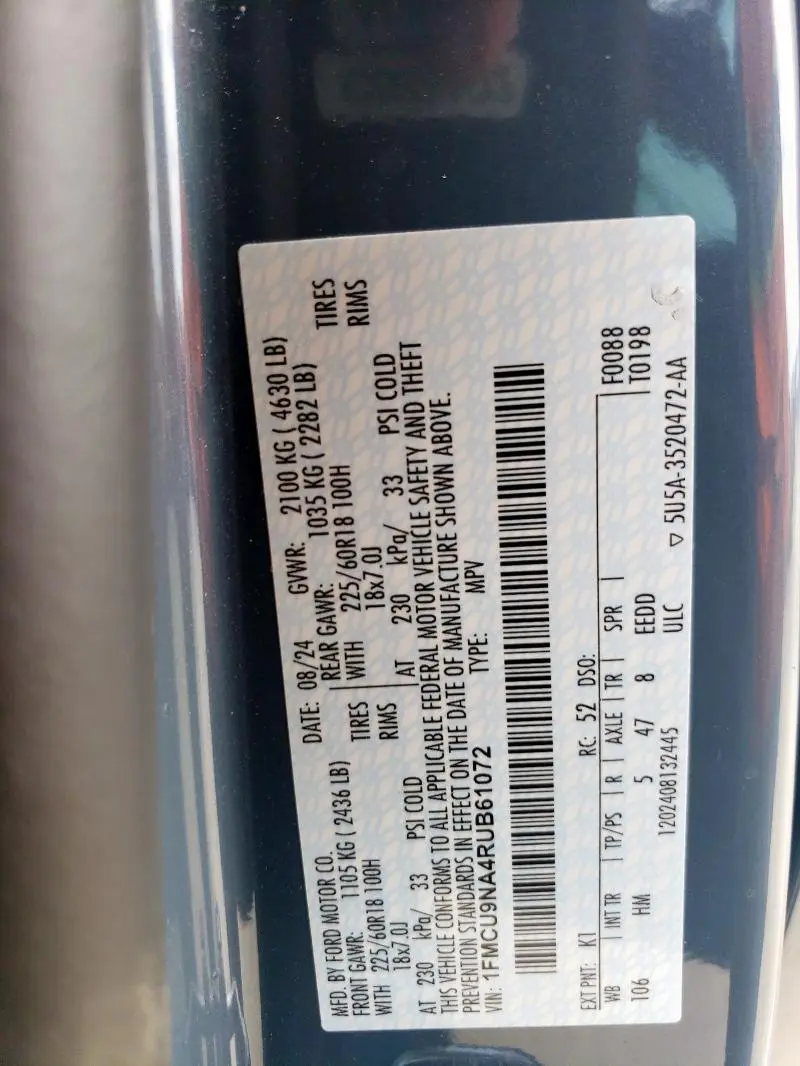 MFD. BY FORD MOTOR CO.
DATE: 08/24 GVWR: 2100 KG ( 4630 LB)
FRONT GAWR: 1105 KG ( 2436 LB)
REAR GAWR: 1035 KG ( 2282 LB)
WITH 225/60R18 100H TIRES
WITH 225/60R18 100H TIRES
18x7.0J RIMS
18x7.0J RIMS
AT 230 kPa/ 33 PSI COLD
AT 230 kPa/ 33 PSI COLD
THIS VEHICLE CONFORMS TO ALL APPLICABLE FEDERAL MOTOR VEHICLE SAFETY AND THEFT
PREVENTION STANDARDS IN EFFECT ON THE DATE OF MANUFACTURE SHOWN ABOVE.
VIN: 1FMCU9NA4RUB61072 TYPE: MPV
EXT PNT: K1 RC: 52 DSO:
WB INT TR TP/PS R AXLE TR SPR F0088
106 HM 5 47 8 EEDD T0198
1202408132445 ULC
▽ 5U5A-3520472-AA